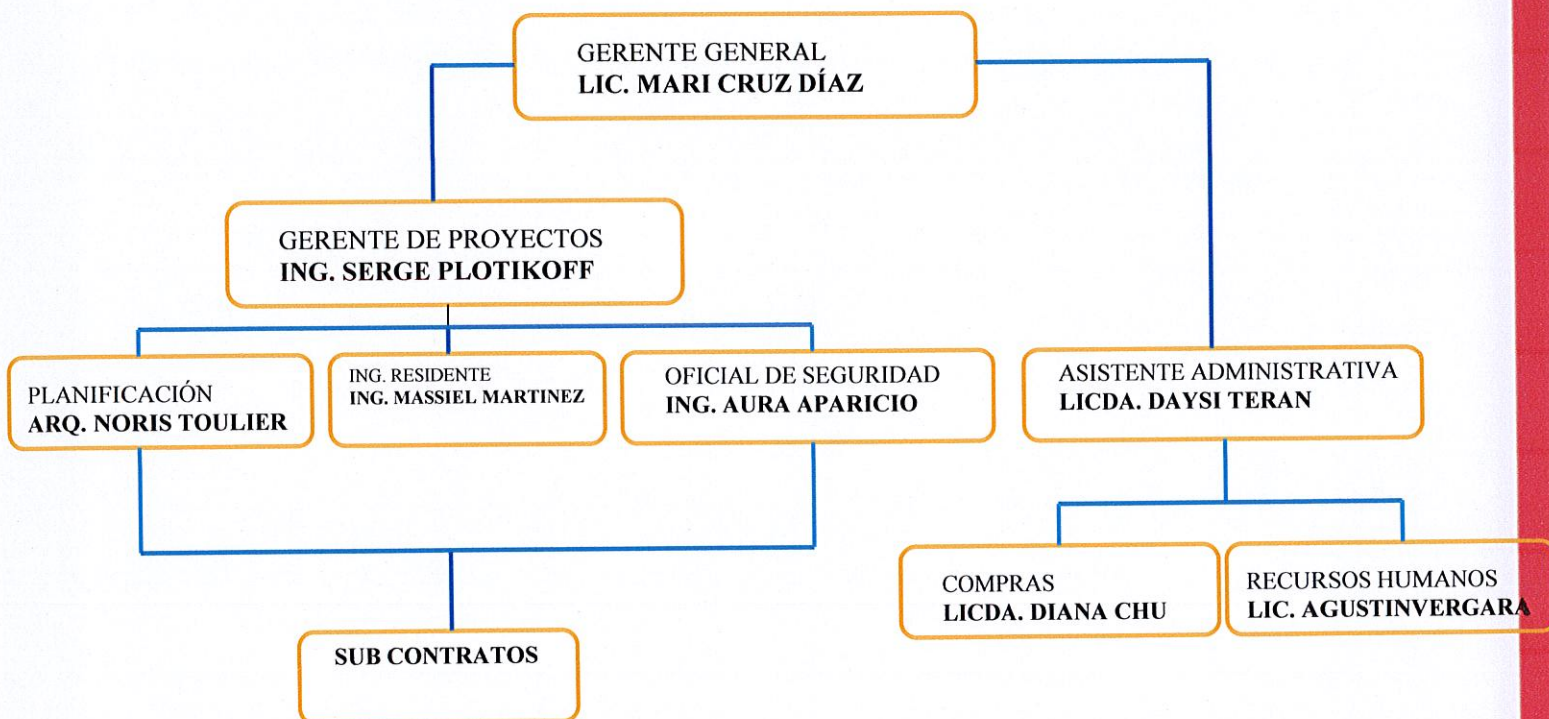 GERENTE GENERAL
LIC. MARI CRUZ DÍAZ
GERENTE DE PROYECTOS
ING. SERGE PLOTIKOFF
PLANIFICACIÓN
ARQ. NORIS TOULIER
ING. RESIDENTE
ING. MASSIEL MARTINEZ
OFICIAL DE SEGURIDAD
ING. AURA APARICIO
ASISTENTE ADMINISTRATIVA
LICDA. DAYSI TERAN
COMPRAS
LICDA. DIANA CHU
RECURSOS HUMANOS
LIC. AGUSTINVERGARA
SUB CONTRATOS